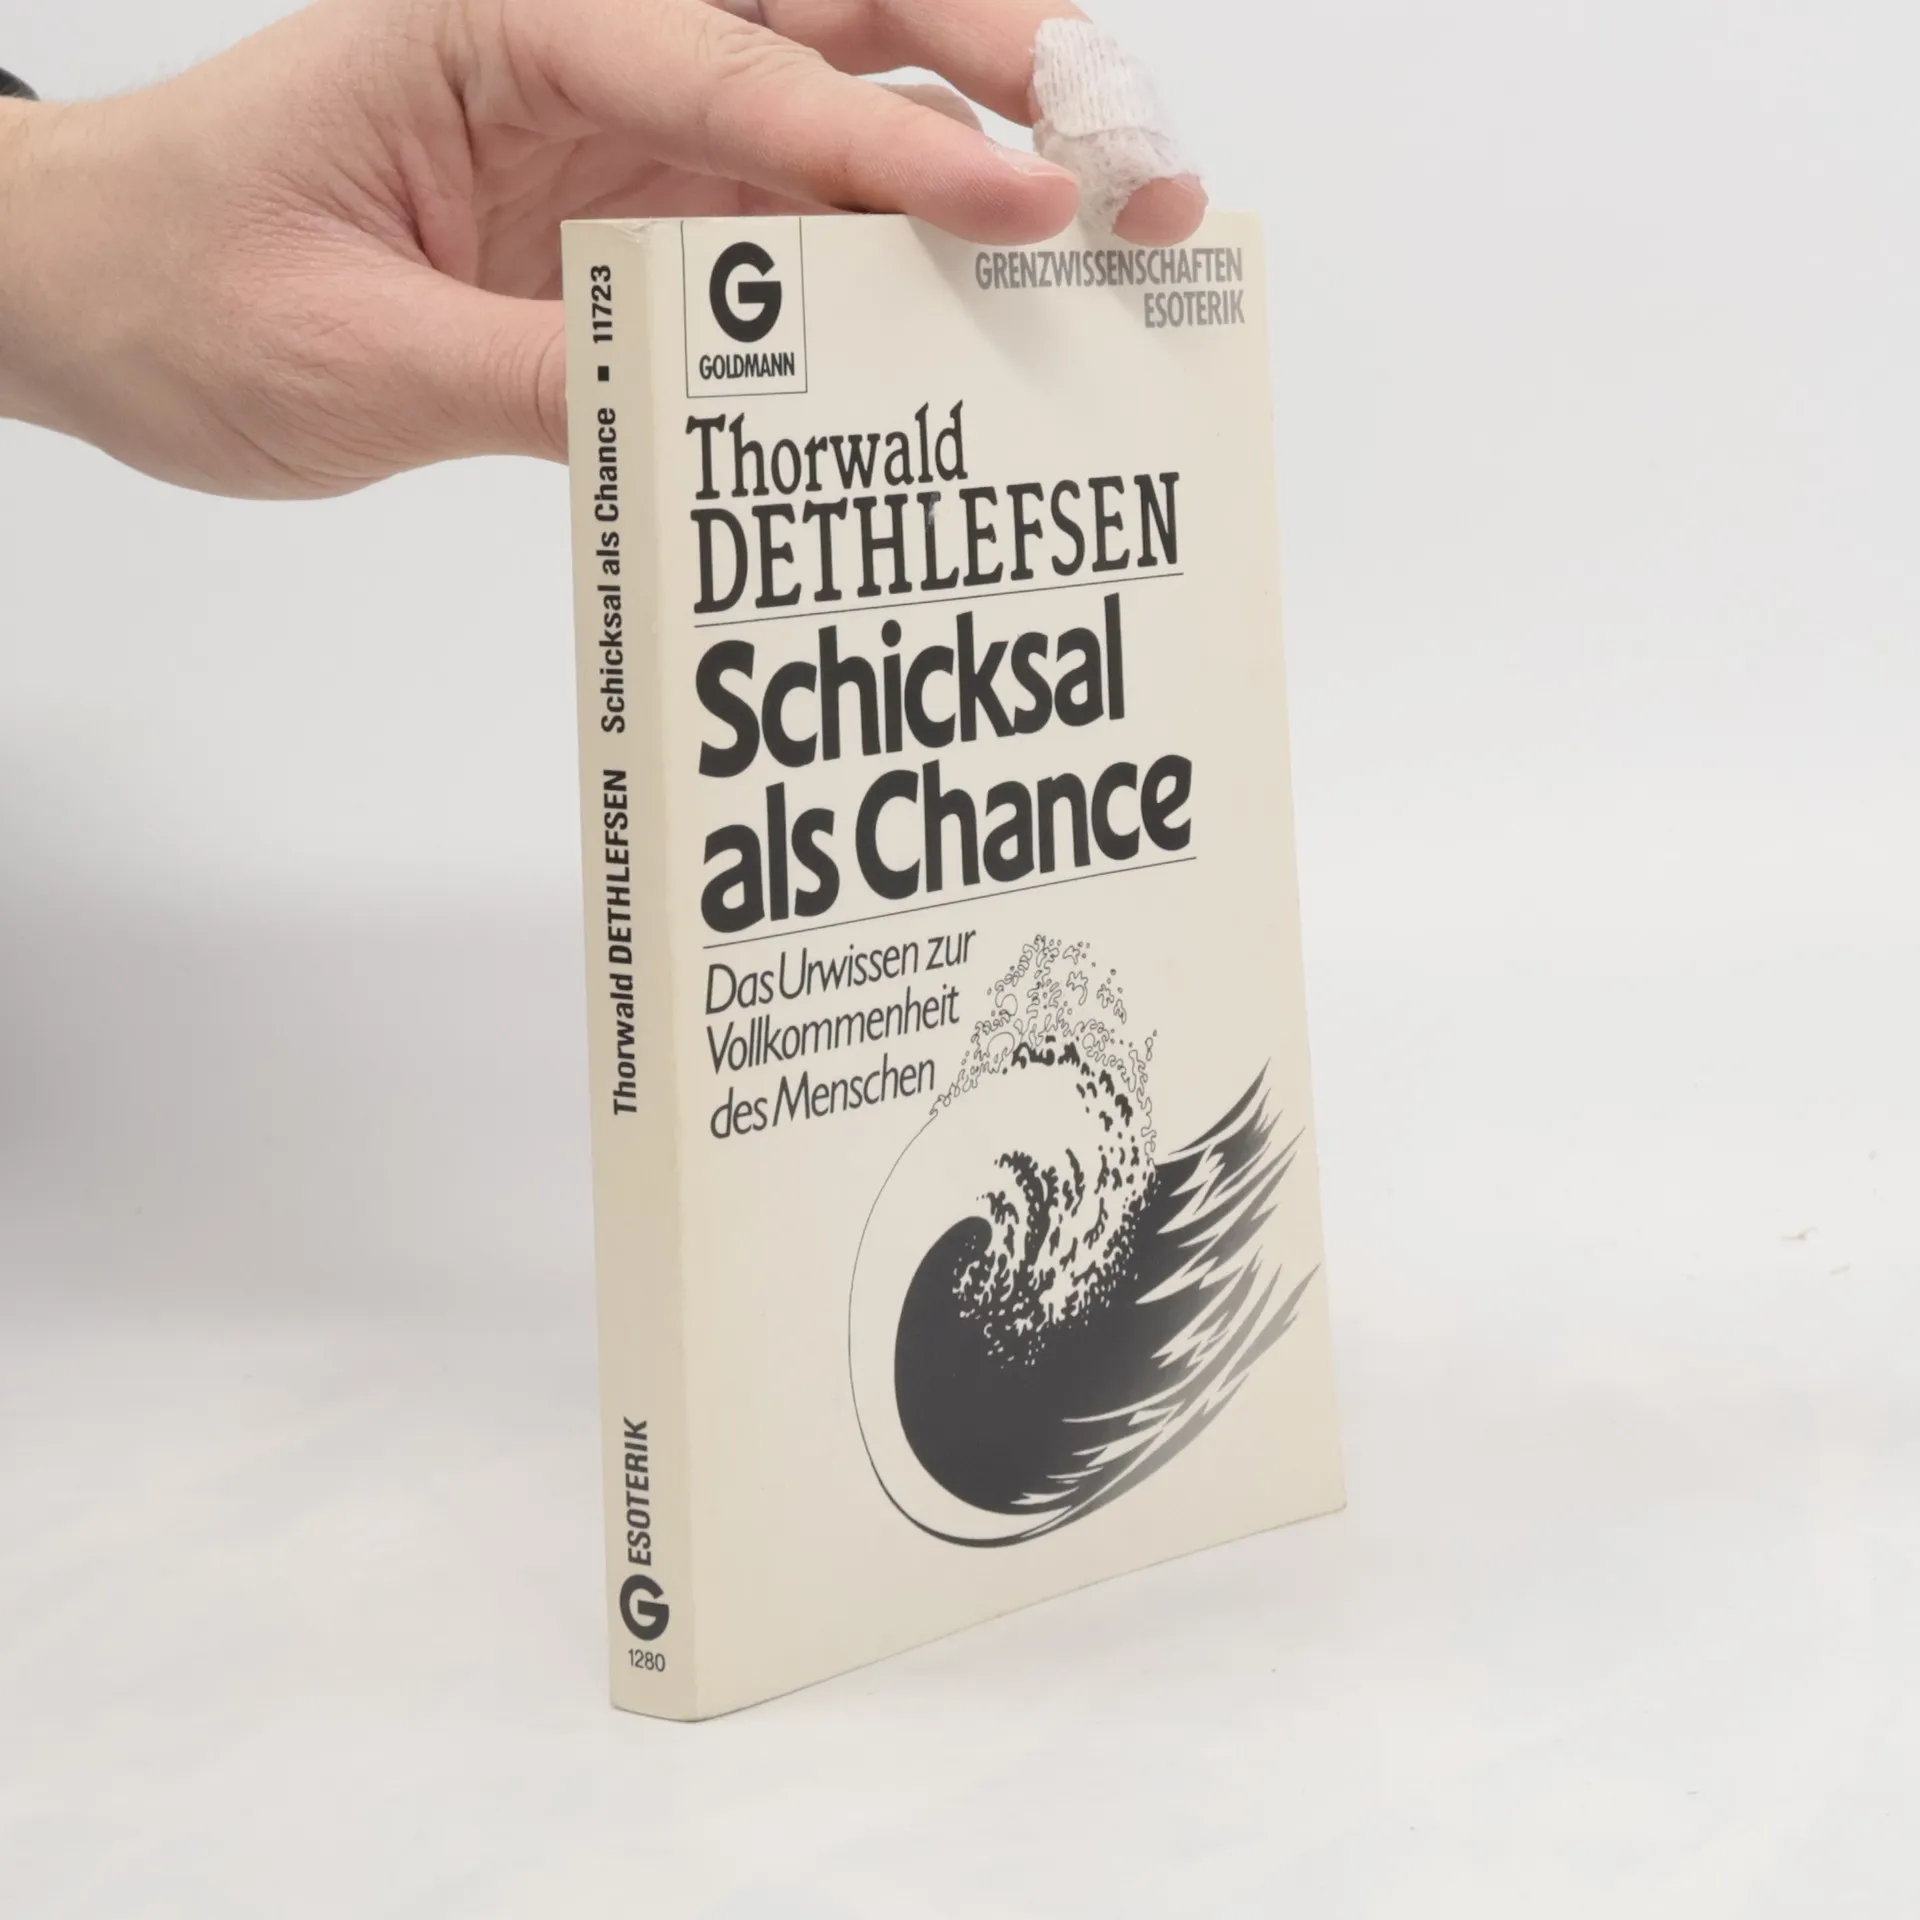 11723
Schicksal als Chance
Thorwald DETHLEFSEN
ESOTERIK
G
1280
G
GOLDMANN
GRENZWISSENSCHAFTEN
ESOTERIK
Thorwald
DETHLEFSEN
Schicksal
als Chance
Das Urwissen zur
Vollkommenheit
des Menschen